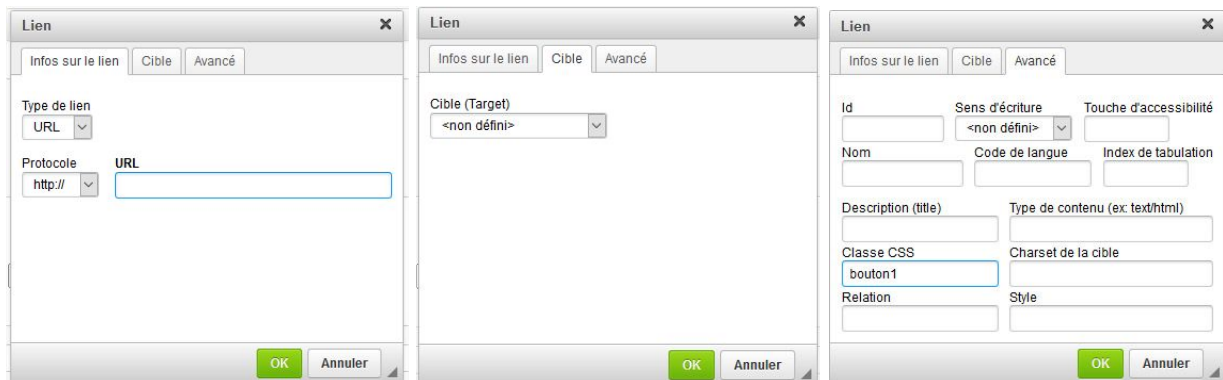 Lien
Infos sur le lien Cible Avancé
Type de lien
URL
Protocole URL
http://
OK Annuler
Lien
Infos sur le lien Cible Avancé
Cible (Target)
<non défini>
OK Annuler
Lien
Infos sur le lien Cible Avancé
Id Sens d'écriture Touche d'accessibilité
<non défini>
Nom Code de langue Index de tabulation
Description (title) Type de contenu (ex: text/html)
Classe CSS Charset de la cible
bouton1
Relation Style
OK Annuler